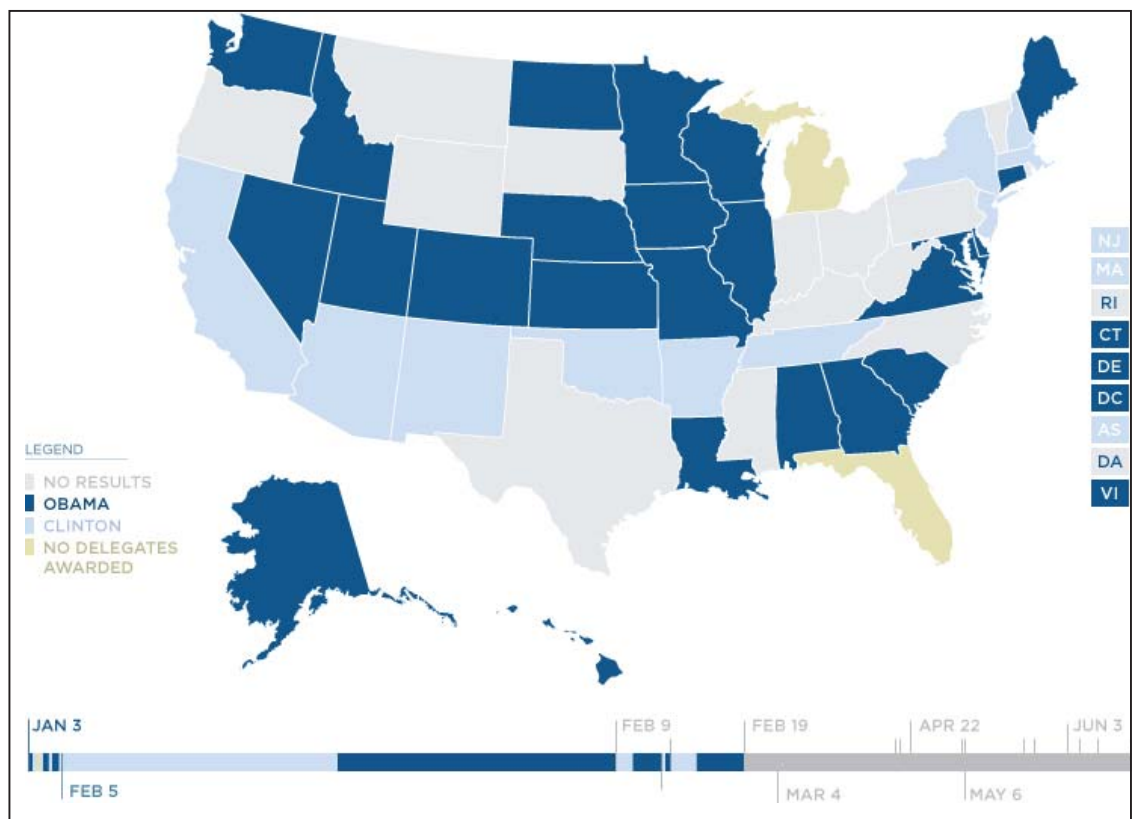 NJ
MA
RI
CT
DE
DC
AS
DA
VI
LEGEND
NO RESULTS
OBAMA
CLINTON
NO DELEGATES
AWARDED
JAN 3
FEB 9
FEB 19
APR 22
JUN 3
FEB 5
MAR 4
MAY 6